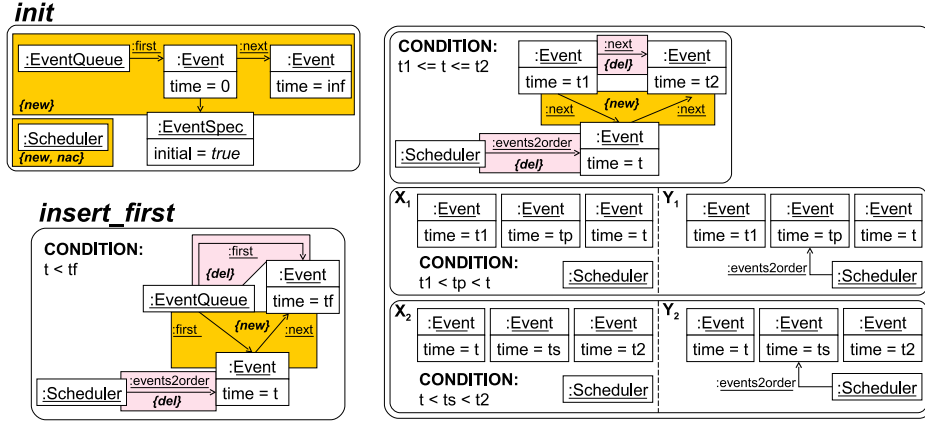 init
:EventQueue
:first
:Event
time = 0
:next
:Event
time = inf
{new}
:EventSpec
initial = true
:Scheduler
{new, nac}
insert_first
CONDITION:
t < tf
:first
{del}
:EventQueue
:Event
time = tf
:first
{new}
:next
:Event
time = t
:Scheduler
:events2order
{del}
CONDITION:
t1 <= t <= t2
:Event
time = t1
:next
{del}
:Event
time = t2
:next
{new}
:next
:Event
time = t
:Scheduler
:events2order
{del}
X1
:Event
time = t1
:Event
time = tp
:Event
time = t
CONDITION:
t1 < tp < t
:Scheduler
Y1
:Event
time = t1
:Event
time = tp
:Event
time = t
:events2order
:Scheduler
X2
:Event
time = t
:Event
time = ts
:Event
time = t2
CONDITION:
t < ts < t2
:Scheduler
Y2
:Event
time = t
:Event
time = ts
:Event
time = t2
:events2order
:Scheduler